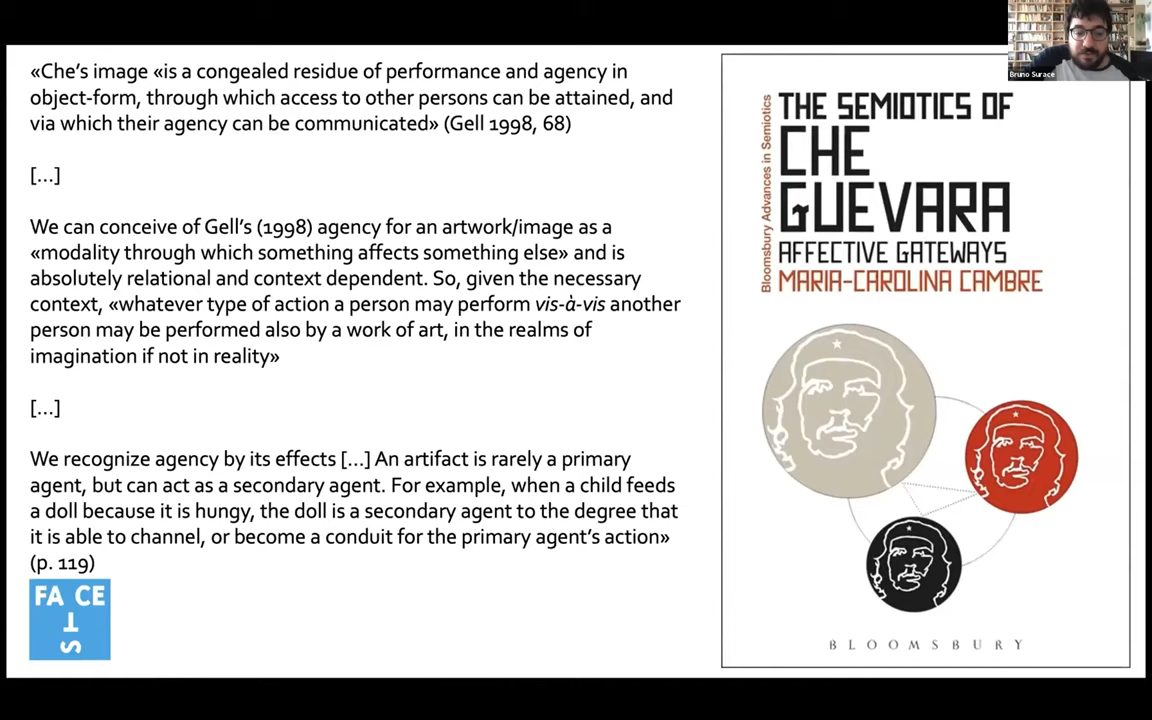 Bruno Surace
«Che's image «is a congealed residue of performance and agency in
object-form, through which access to other persons can be attained, and
via which their agency can be communicated» (Gell 1998, 68)
[...]
We can conceive of Gell's (1998) agency for an artwork/image as a
«modality through which something affects something else» and is
absolutely relational and context dependent. So, given the necessary
context, «whatever type of action a person may perform vis-à-vis another
person may be performed also by a work of art, in the realms of
imagination if not in reality»
[...]
We recognize agency by its effects [...] An artifact is rarely a primary
agent, but can act as a secondary agent. For example, when a child feeds
a doll because it is hungy, the doll is a secondary agent to the degree that
it is able to channel, or become a conduit for the primary agent's action»
(p. 119)
FA CE
T
S
Bloomsbury Advances in Semiotics
THE SEMIOTICS OF
CHE
GUEVARA
AFFECTIVE GATEWAYS
MARIA-CAROLINA CAMBRE
BLOOMSBURY